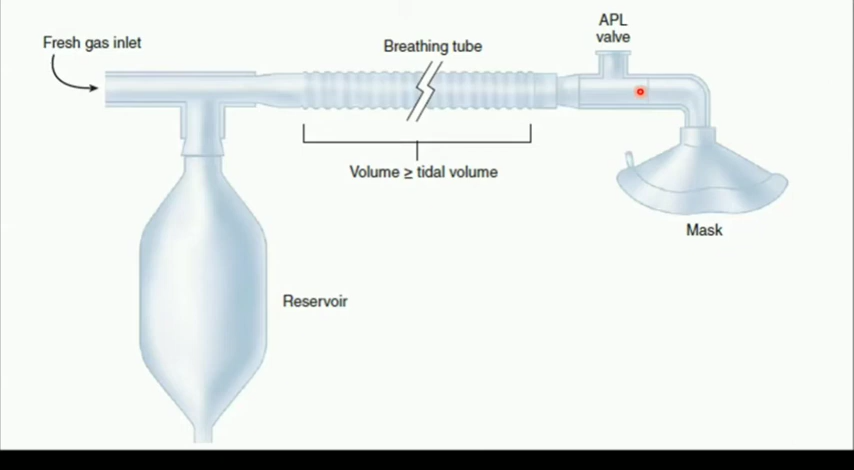 APL
valve
Fresh gas inlet
Breathing tube
Volume ≥ tidal volume
Mask
Reservoir